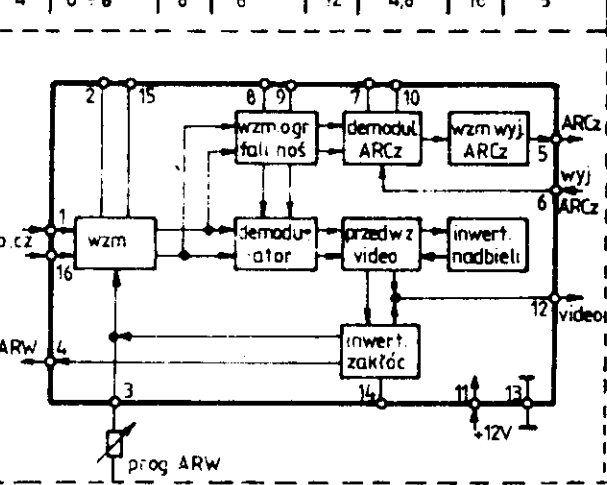 2 15 8 9 7 10
wzm.ogr
fali noś
demodul.
ARCz
wzm wyj.
ARCz
5
ARCz
wyj
6
ARCz
p.cz
1
16
wzm
przedwz
video
inwert.
nadbieli
12
video
ARW
4
inwert.
zakłóc
3
14
11
13
+12V
prog ARW